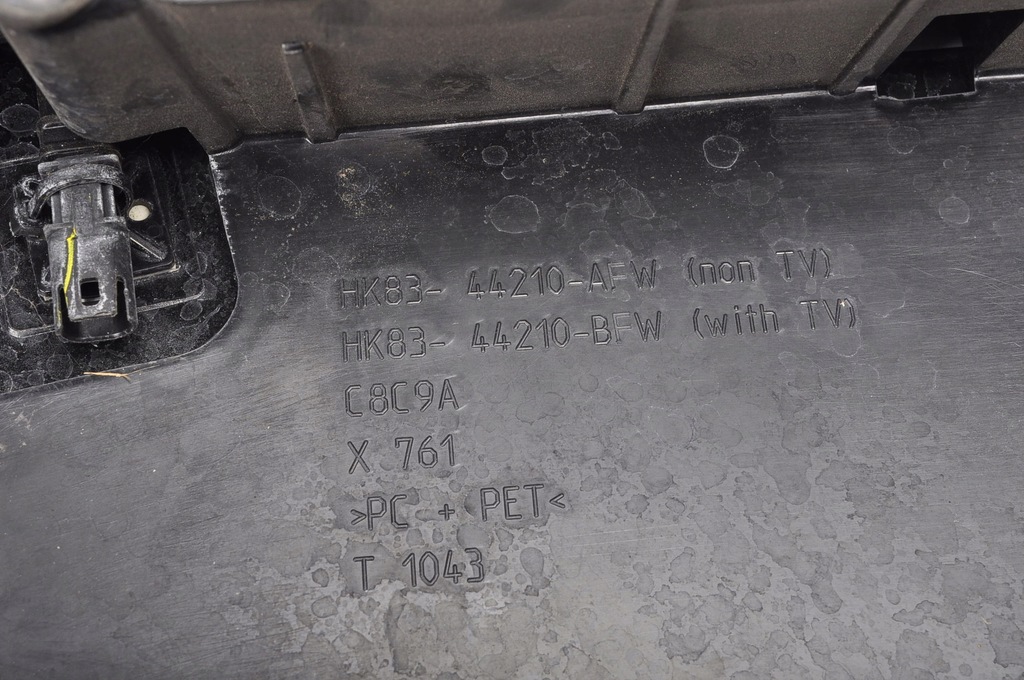 HK83- 44210-AFW (non TV)
HK83- 44210-BFW (with TV)
C8C9A
X 761
>PC + PET<
T 1043